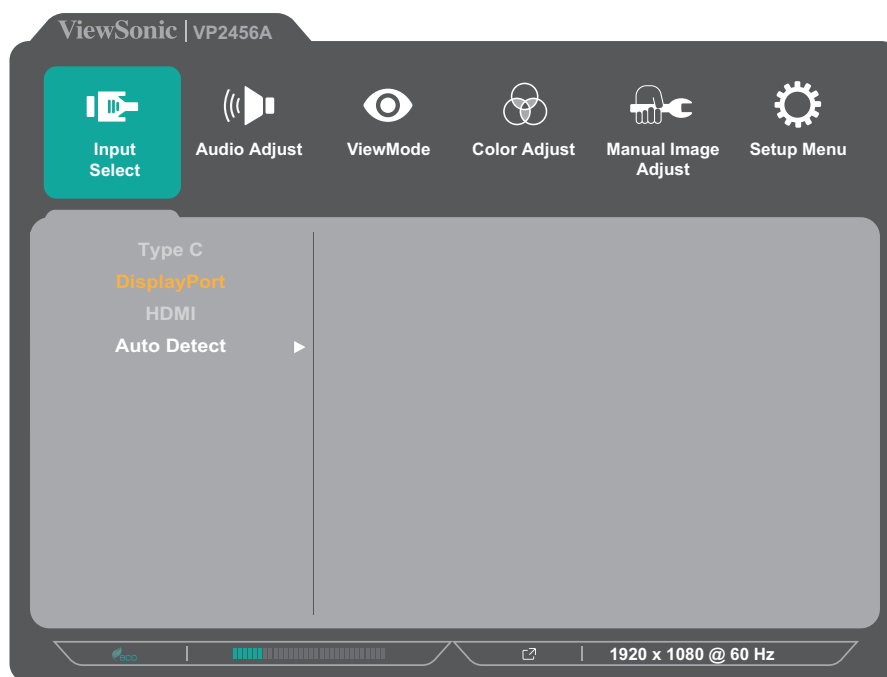 ViewSonic | VP2456A
Input Select
Audio Adjust
ViewMode
Color Adjust
Manual Image Adjust
Setup Menu
Type C
DisplayPort
HDMI
Auto Detect
eco
1920 x 1080 @ 60 Hz